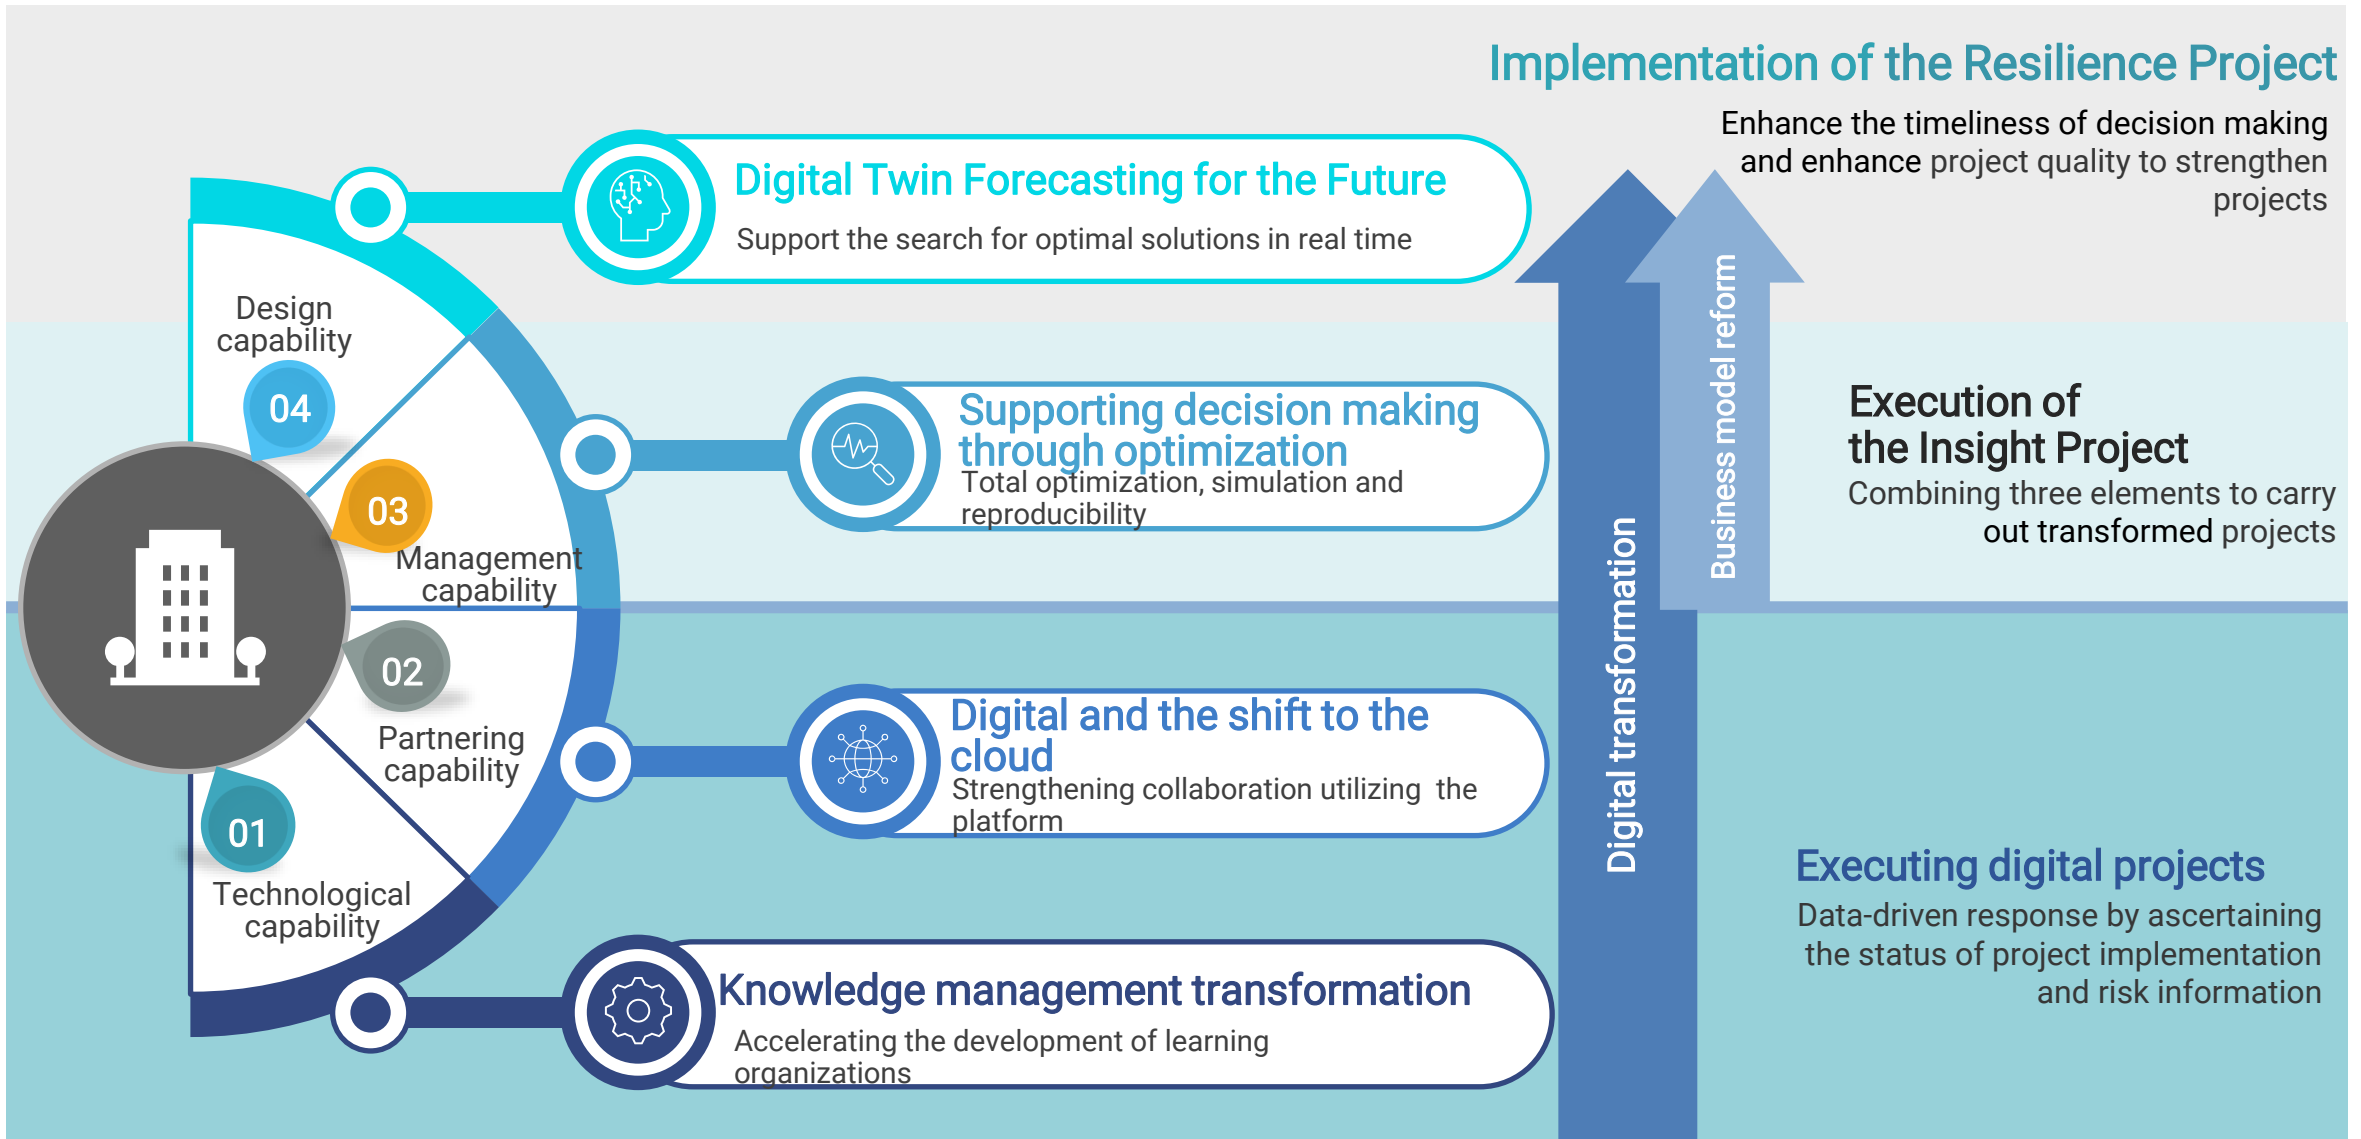 Implementation of the Resilience Project
Enhance the timeliness of decision making
and enhance project quality to strengthen
projects
Digital Twin Forecasting for the Future
Support the search for optimal solutions in real time
Design
capability
04
Supporting decision making
through optimization
Total optimization, simulation and
reproducibility
03
Management
capability
Business model reform
Execution of
the Insight Project
Combining three elements to carry
out transformed projects
Digital transformation
02
Partnering
capability
Digital and the shift to the
cloud
Strengthening collaboration utilizing  the
platform
01
Technological
capability
Executing digital projects
Data-driven response by ascertaining
the status of project implementation
and risk information
Knowledge management transformation
Accelerating the development of learning
organizations